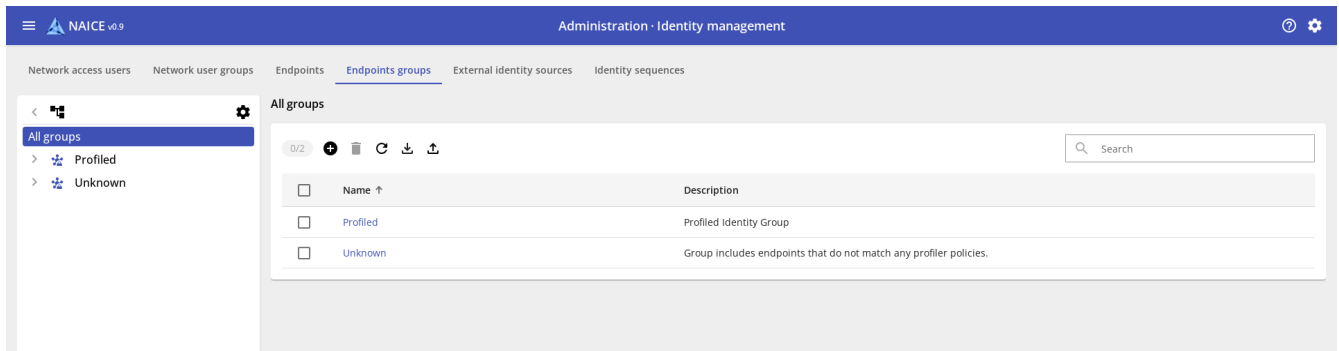 NAICE v0.9
Administration · Identity management
Network access users Network user groups Endpoints Endpoints groups External identity sources Identity sequences
All groups
Profiled
Unknown
All groups
0/2
Search
Name Description
Profiled Profiled Identity Group
Unknown Group includes endpoints that do not match any profiler policies.